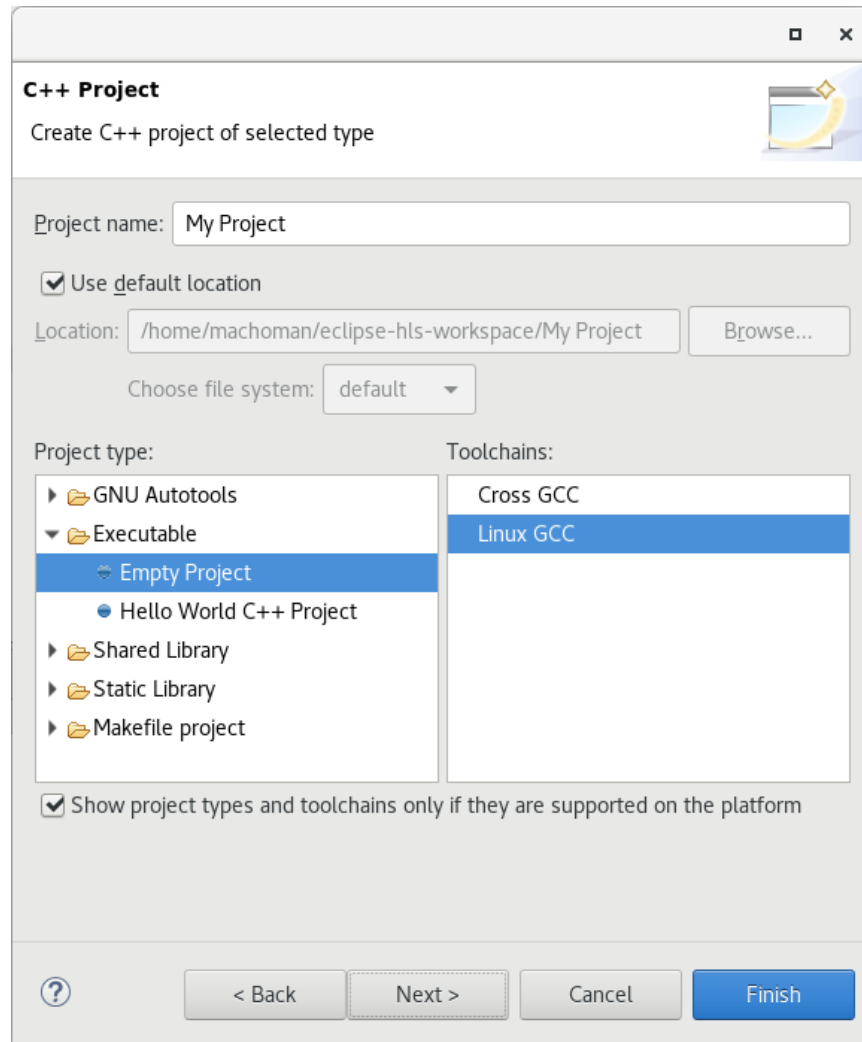 C++ Project
Create C++ project of selected type
Project name: My Project
Use default location
Location: /home/machoman/eclipse-hls-workspace/My Project Browse...
Choose file system: default
Project type:
GNU Autotools
Executable
Empty Project
Hello World C++ Project
Shared Library
Static Library
Makefile project
Toolchains:
Cross GCC
Linux GCC
Show project types and toolchains only if they are supported on the platform
? < Back Next > Cancel Finish